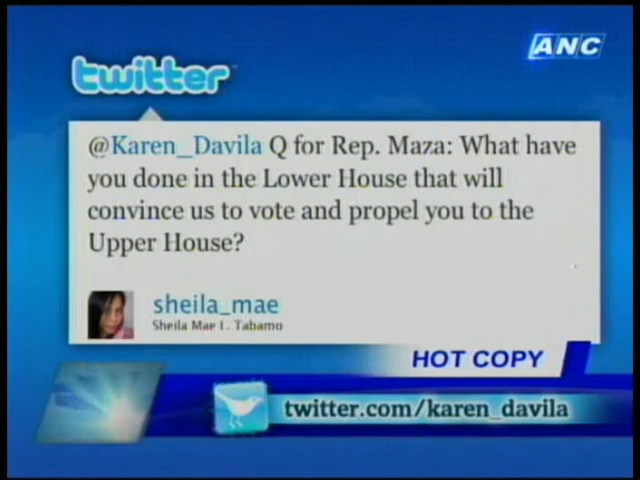 ANC
twitter
@Karen_Davila Q for Rep. Maza: What have
you done in the Lower House that will
convince us to vote and propel you to the
Upper House?
sheila_mae
Sheila Mae L. Tabamo
HOT COPY
twitter.com/karen_davila